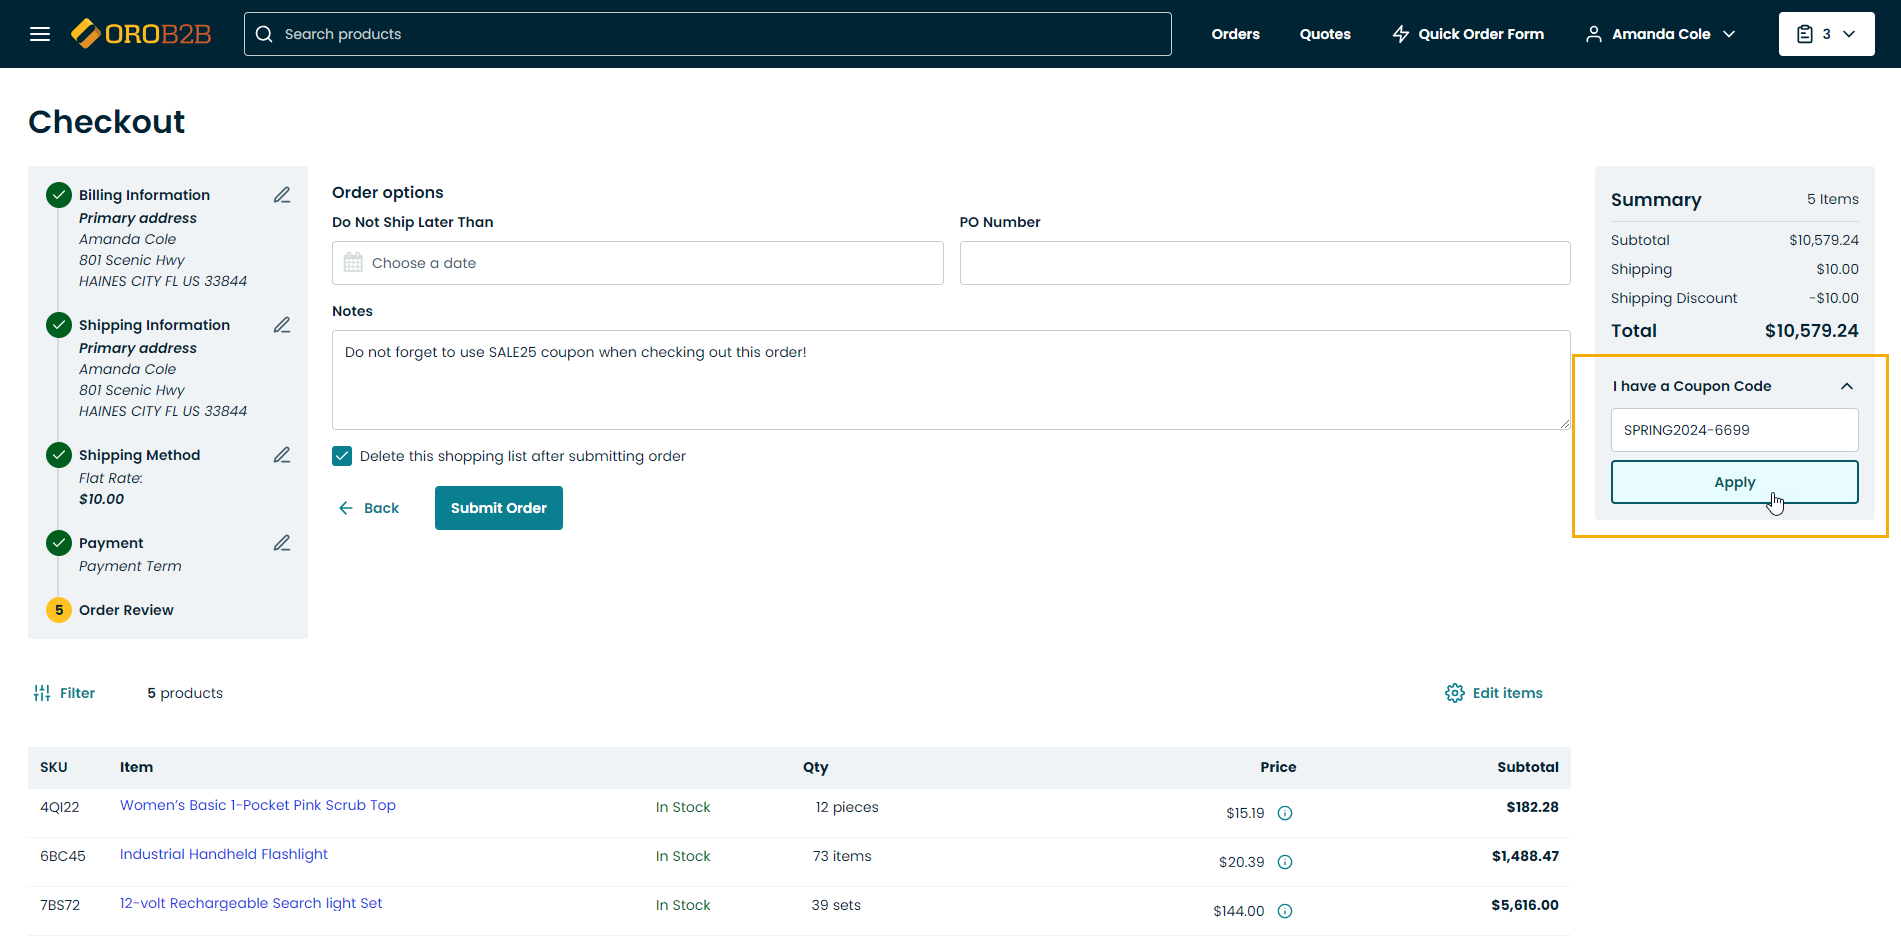 OROB2B
Search products
Orders
Quotes
Quick Order Form
Amanda Cole
3
Checkout
Billing Information
Primary address
Amanda Cole
801 Scenic Hwy
HAINES CITY FL US 33844
Shipping Information
Primary address
Amanda Cole
801 Scenic Hwy
HAINES CITY FL US 33844
Shipping Method
Flat Rate:
$10.00
Payment
Payment Term
5 Order Review
Order options
Do Not Ship Later Than
Choose a date
PO Number
Notes
Do not forget to use SALE25 coupon when checking out this order!
Delete this shopping list after submitting order
Back
Submit Order
Summary 5 Items
Subtotal $10,579.24
Shipping $10.00
Shipping Discount -$10.00
Total $10,579.24
I have a Coupon Code
SPRING2024-6699
Apply
Filter
5 products
Edit items
SKU Item Qty Price Subtotal
4QI22 Women's Basic 1-Pocket Pink Scrub Top In Stock 12 pieces $15.19 $182.28
6BC45 Industrial Handheld Flashlight In Stock 73 items $20.39 $1,488.47
7BS72 12-volt Rechargeable Search light Set In Stock 39 sets $144.00 $5,616.00